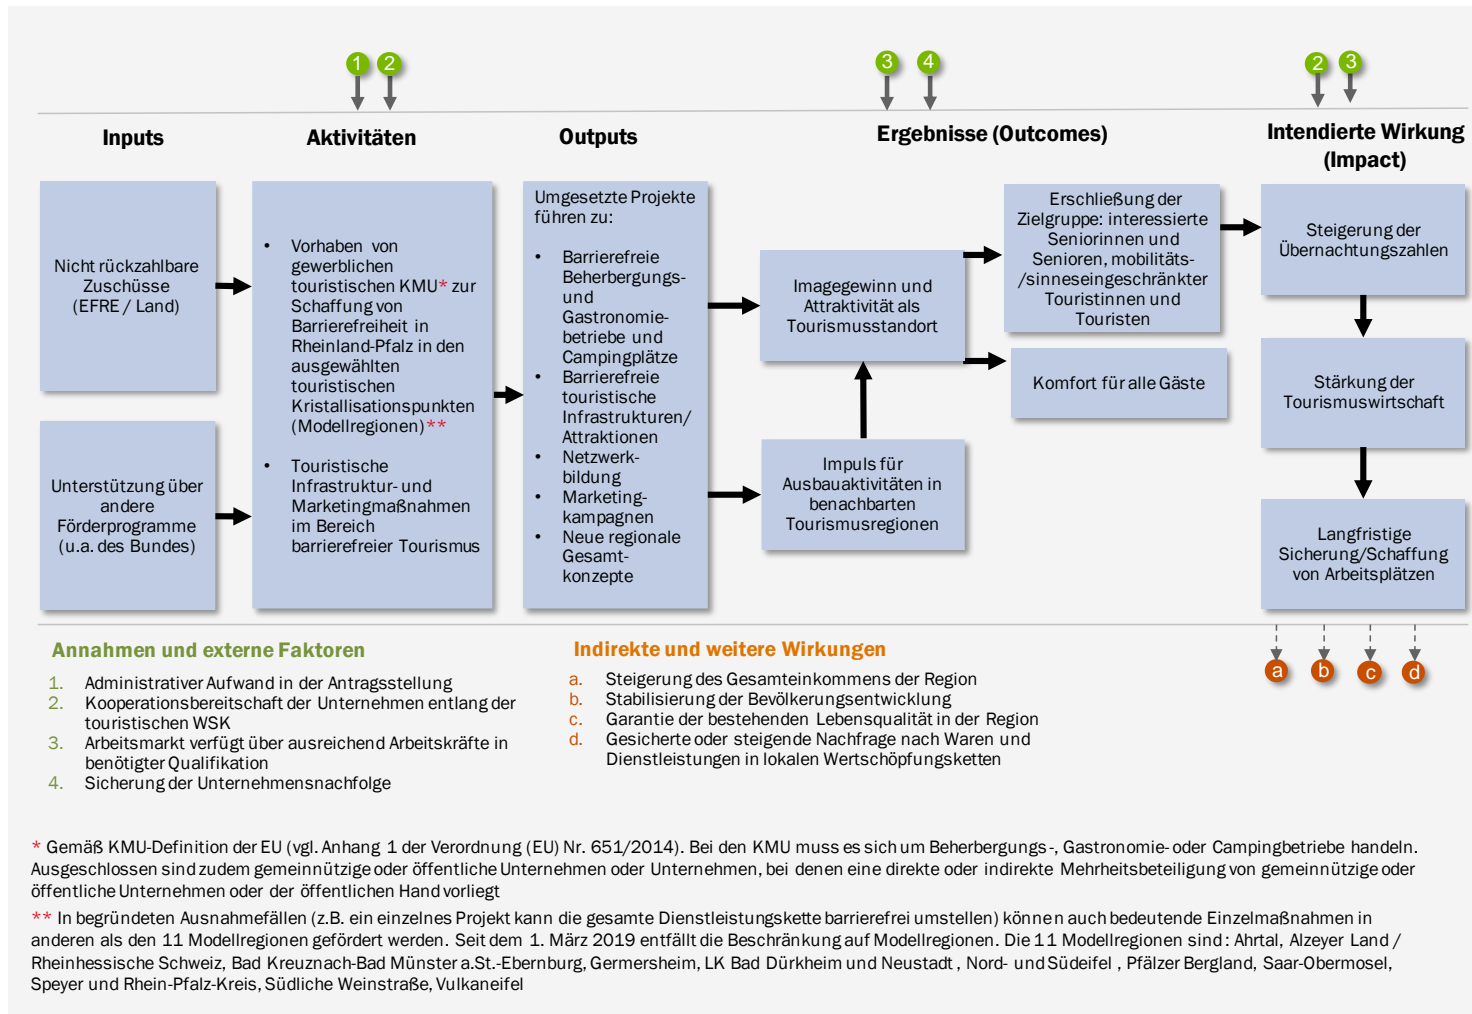 1 2 3 4 2 3
Inputs
Aktivitäten
Outputs
Ergebnisse (Outcomes)
Intendierte Wirkung
(Impact)
Nicht rückzahlbare
Zuschüsse
(EFRE / Land)
Unterstützung über
andere
Förderprogramme
(u.a. des Bundes)
• Vorhaben von
gewerblichen
touristischen KMU* zur
Schaffung von
Barrierefreiheit in
Rheinland-Pfalz in den
ausgewählten
touristischen
Kristallisationspunkten
(Modellregionen)**
• Touristische
Infrastruktur- und
Marketingmaßnahmen
im Bereich
barrierefreier Tourismus
Umgesetzte Projekte
führen zu:
• Barrierefreie
Beherbergungs-
und
Gastronomie-
betriebe und
Campingplätze
• Barrierefreie
touristische
Infrastrukturen/
Attraktionen
• Netzwerk-
bildung
• Marketing-
kampagnen
• Neue regionale
Gesamt-
konzepte
Imagegewinn und
Attraktivität als
Tourismusstandort
Impuls für
Ausbauaktivitäten in
benachbarten
Tourismusregionen
Erschließung der
Zielgruppe: interessierte
Seniorinnen und
Senioren, mobilitäts-
/sinneseingeschränkter
Touristinnen und
Touristen
Komfort für alle Gäste
Steigerung der
Übernachtungszahlen
Stärkung der
Tourismuswirtschaft
Langfristige
Sicherung/Schaffung
von Arbeitsplätzen
a b c d
Annahmen und externe Faktoren
1. Administrativer Aufwand in der Antragsstellung
2. Kooperationsbereitschaft der Unternehmen entlang der
touristischen WSK
3. Arbeitsmarkt verfügt über ausreichend Arbeitskräfte in
benötigter Qualifikation
4. Sicherung der Unternehmensnachfolge
Indirekte und weitere Wirkungen
a. Steigerung des Gesamteinkommens der Region
b. Stabilisierung der Bevölkerungsentwicklung
c. Garantie der bestehenden Lebensqualität in der Region
d. Gesicherte oder steigende Nachfrage nach Waren und
Dienstleistungen in lokalen Wertschöpfungsketten
* Gemäß KMU-Definition der EU (vgl. Anhang 1 der Verordnung (EU) Nr. 651/2014). Bei den KMU muss es sich um Beherbergungs-, Gastronomie- oder Campingbetriebe handeln.
Ausgeschlossen sind zudem gemeinnützige oder öffentliche Unternehmen oder Unternehmen, bei denen eine direkte oder indirekte Mehrheitsbeteiligung von gemeinnützige oder
öffentliche Unternehmen oder der öffentlichen Hand vorliegt
** In begründeten Ausnahmefällen (z.B. ein einzelnes Projekt kann die gesamte Dienstleistungskette barrierefrei umstellen) können auch bedeutende Einzelmaßnahmen in
anderen als den 11 Modellregionen gefördert werden. Seit dem 1. März 2019 entfällt die Beschränkung auf Modellregionen. Die 11 Modellregionen sind: Ahrtal, Alzeyer Land /
Rheinhessische Schweiz, Bad Kreuznach-Bad Münster a.St.-Ebernburg, Germersheim, LK Bad Dürkheim und Neustadt , Nord- und Südeifel , Pfälzer Bergland, Saar-Obermosel,
Speyer und Rhein-Pfalz-Kreis, Südliche Weinstraße, Vulkaneifel